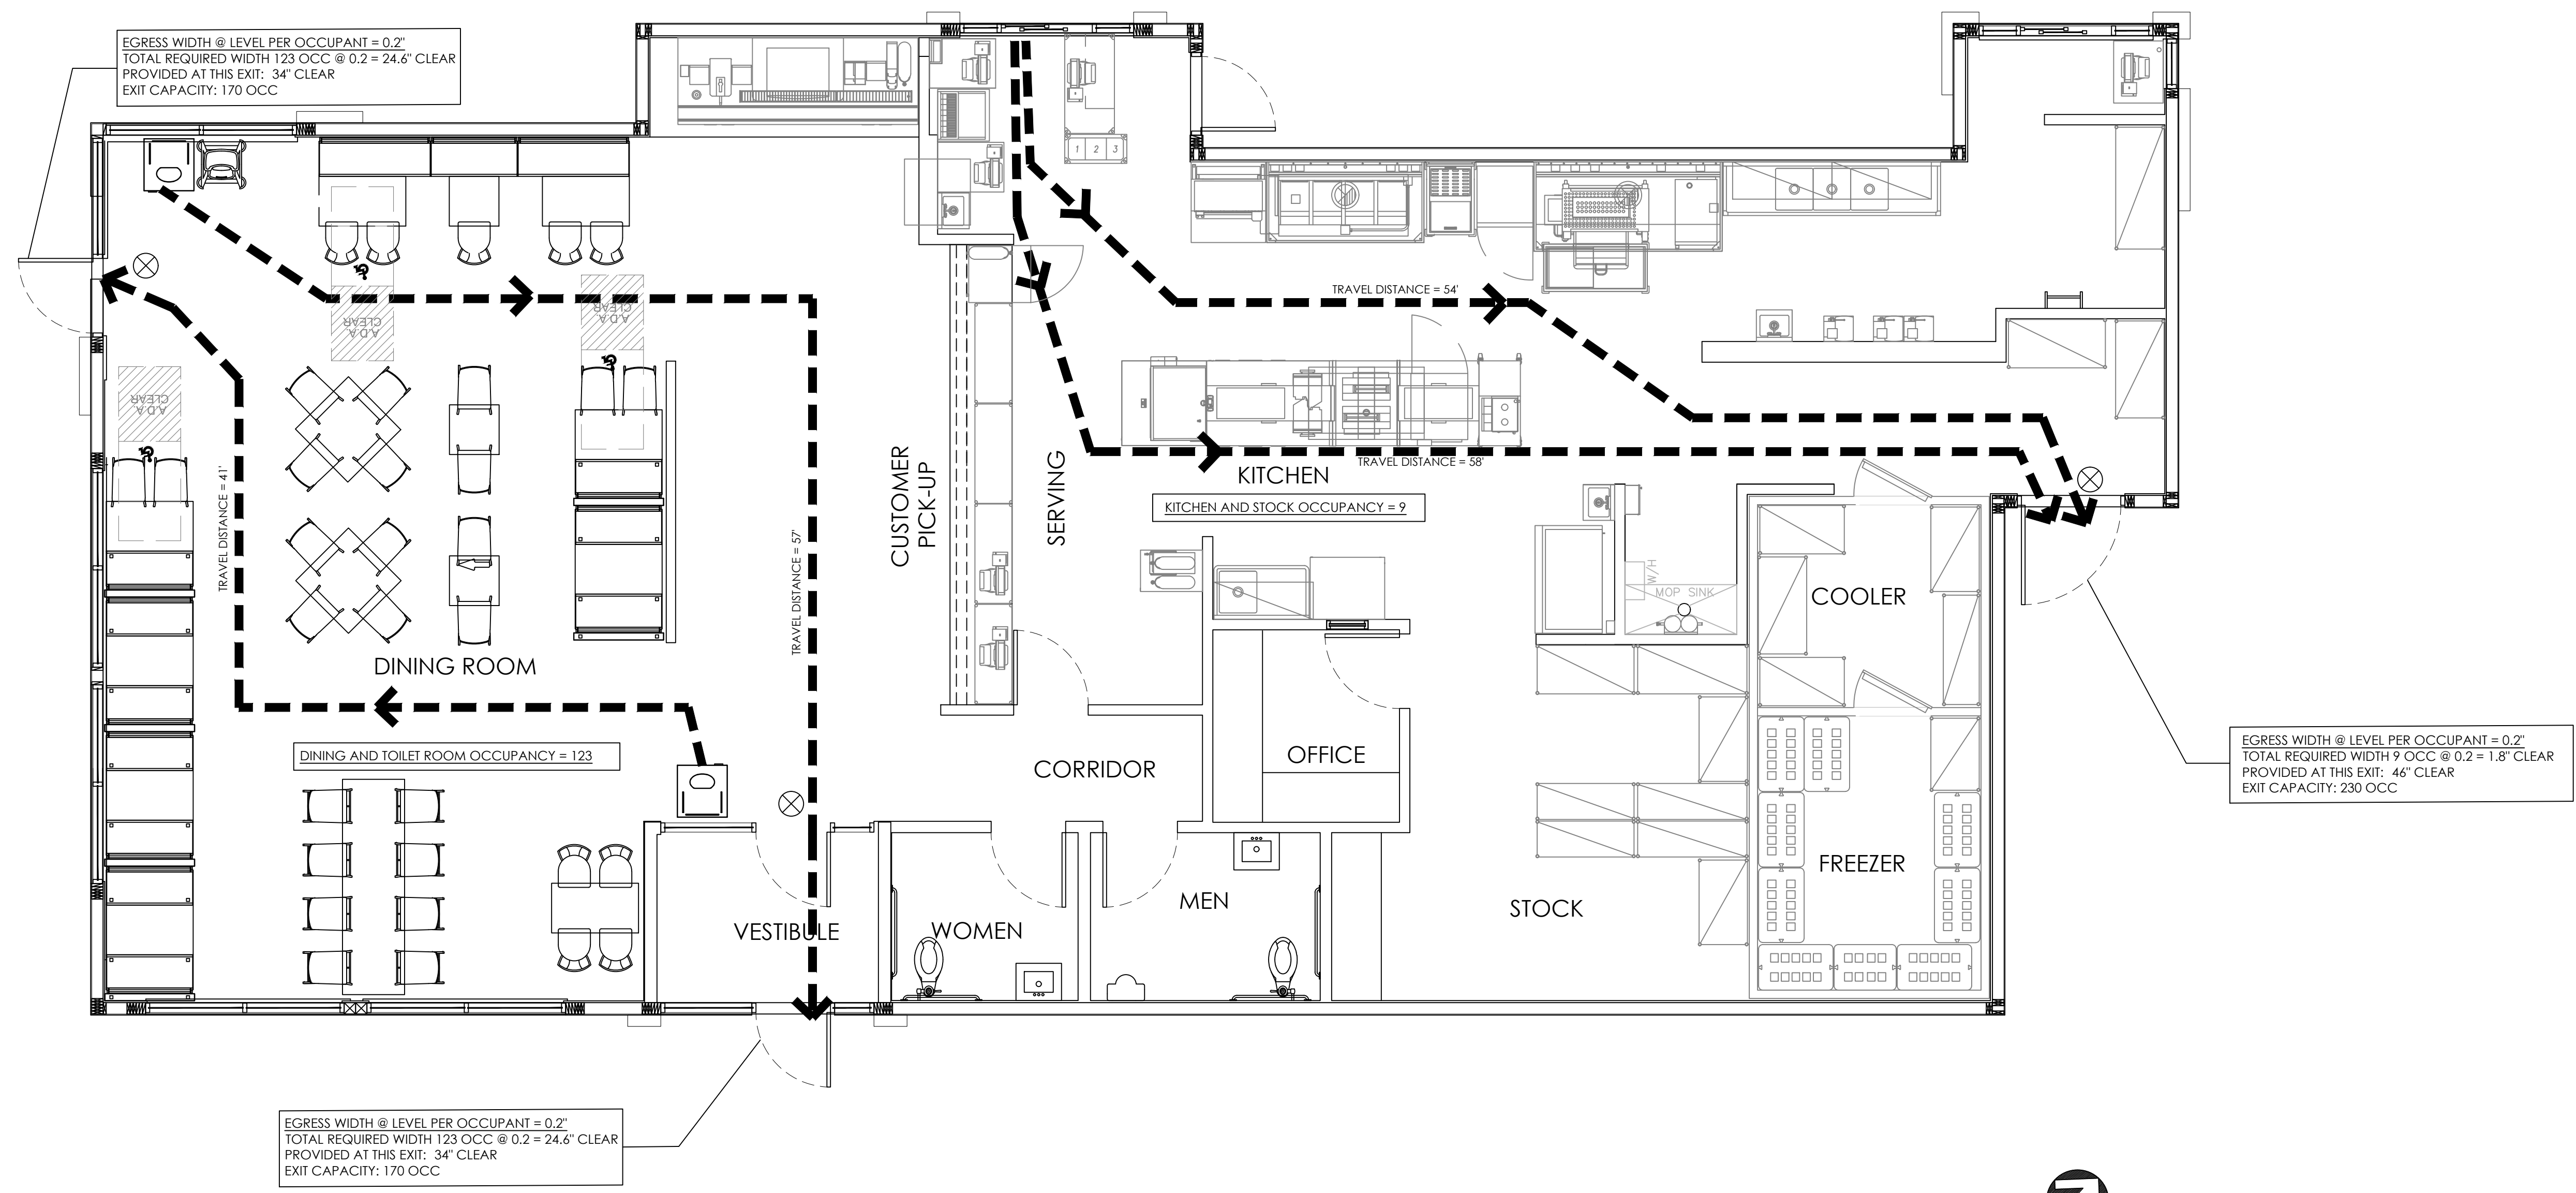 EGRESS WIDTH @ LEVEL PER OCCUPANT = 0.2"
TOTAL REQUIRED WIDTH 123 OCC @ 0.2 = 24.6" CLEAR
PROVIDED AT THIS EXIT:  34" CLEAR
EXIT CAPACITY: 170 OCC
1 2 3
TRAVEL DISTANCE = 54'
A.D.A.
CLEAR
A.D.A.
CLEAR
A.D.A.
CLEAR
TRAVEL DISTANCE = 41'
TRAVEL DISTANCE = 57'
CUSTOMER
PICK-UP
SERVING
TRAVEL DISTANCE = 58'
KITCHEN
KITCHEN AND STOCK OCCUPANCY = 9
W/H
MOP SINK
COOLER
DINING ROOM
DINING AND TOILET ROOM OCCUPANCY = 123
CORRIDOR
OFFICE
EGRESS WIDTH @ LEVEL PER OCCUPANT = 0.2"
TOTAL REQUIRED WIDTH 9 OCC @ 0.2 = 1.8" CLEAR
PROVIDED AT THIS EXIT:  46" CLEAR
EXIT CAPACITY: 230 OCC
FREEZER
VESTIBULE
WOMEN
MEN
STOCK
EGRESS WIDTH @ LEVEL PER OCCUPANT = 0.2"
TOTAL REQUIRED WIDTH 123 OCC @ 0.2 = 24.6" CLEAR
PROVIDED AT THIS EXIT:  34" CLEAR
EXIT CAPACITY: 170 OCC